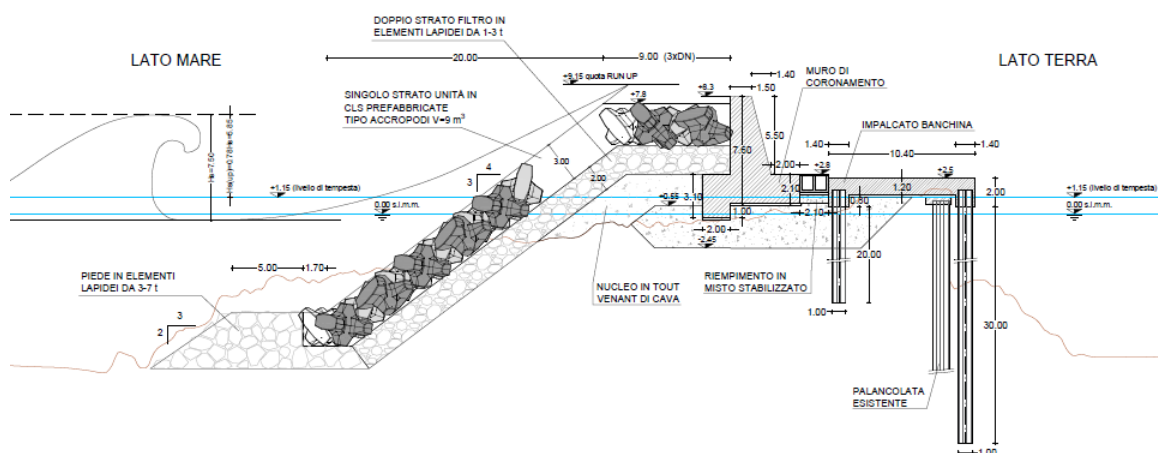 DOPPIO STRATO FILTRO IN
ELEMENTI LAPIDEI DA 1-3 t
LATO MARE
LATO TERRA
20.00
9.00 (3xDN)
1.40
1.50
MURO DI
CORONAMENTO
+9,15 quota RUN UP
+7.8
+8.3
SINGOLO STRATO UNITÀ IN
CLS PREFABBRICATE
TIPO ACCROPODI V=9 m³
IMPALCATO BANCHINA
5.50
7.60
1.40
1.40
10.40
3.00
2.00
2.00
+2.8
+2.5
4
3
+1,15 (livello di tempesta)
0.00 s.l.m.m.
+0.55
3.10
2.10
1.20
2.00
+1,15 (livello di tempesta)
0.00 s.l.m.m.
1.00
2.00
2.10
-2.45
20.00
5.00
1.70
PIEDE IN ELEMENTI
LAPIDEI DA 3-7 t
NUCLEO IN TOUT
VENANT DI CAVA
RIEMPIMENTO IN
MISTO STABILIZZATO
3
2
1.00
30.00
PALANCOLATA
ESISTENTE
1.00